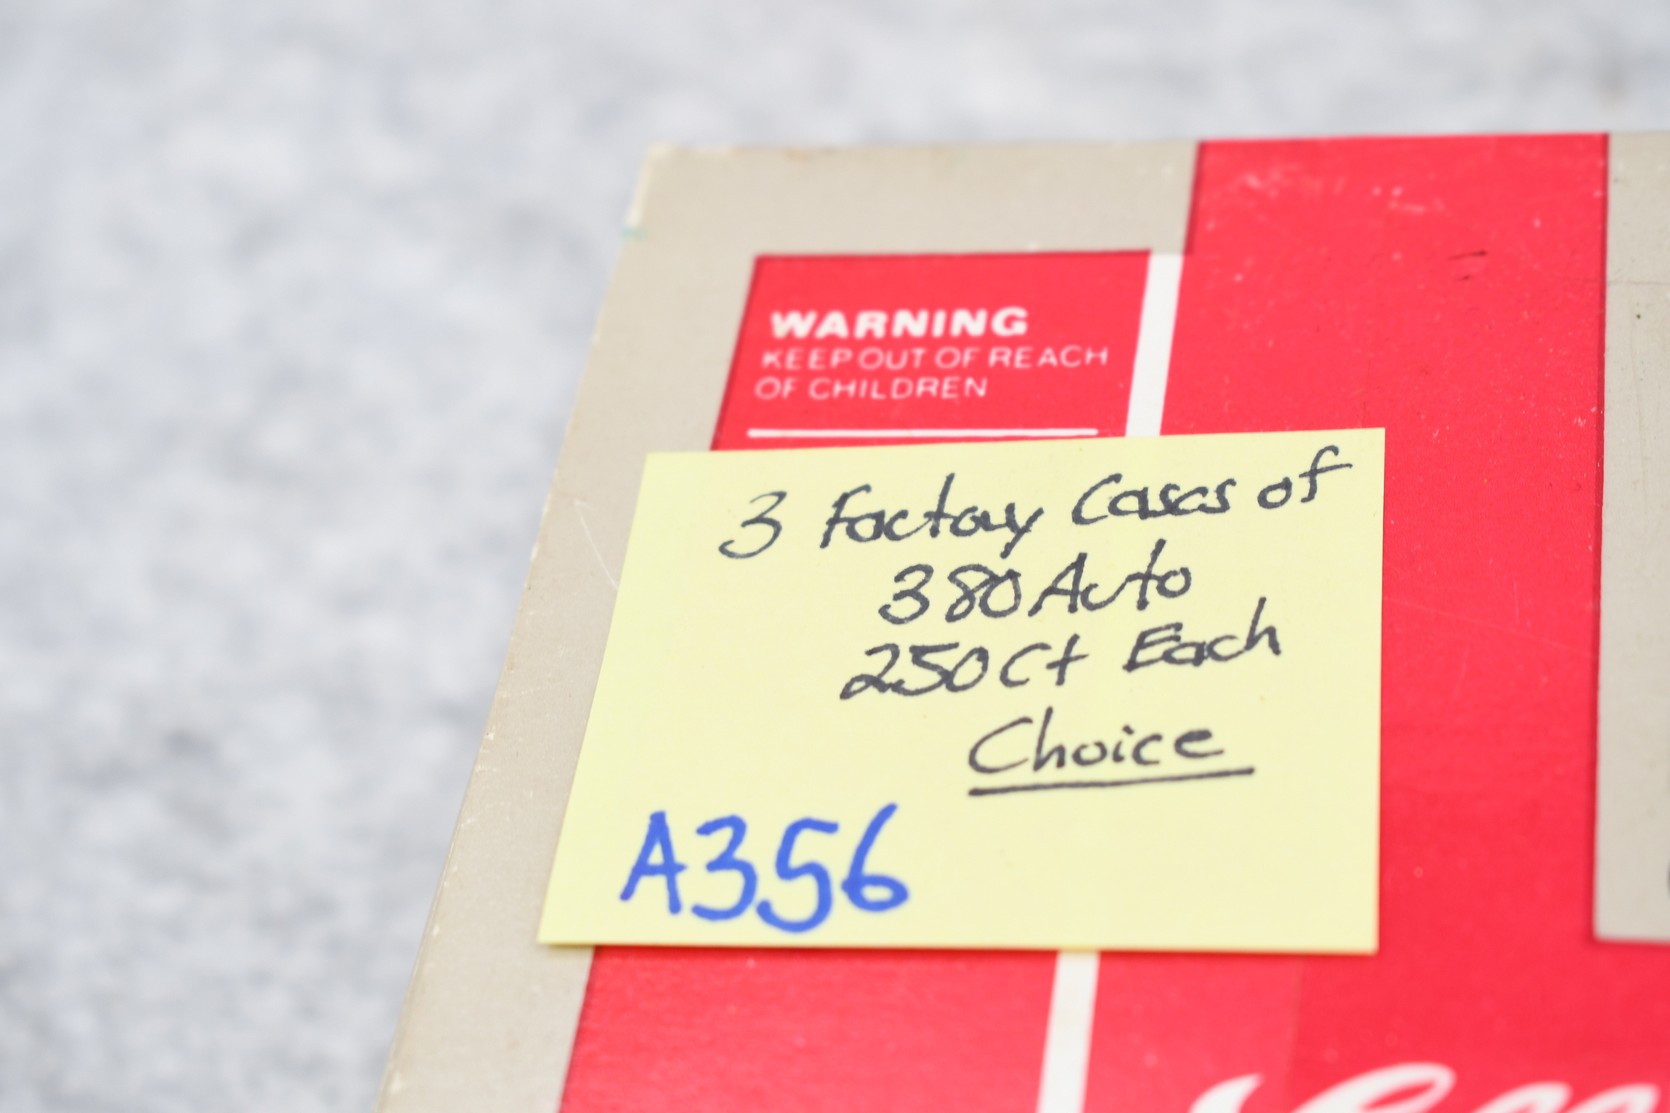 WARNING
KEEP OUT OF REACH
OF CHILDREN
3 Factory Cases of
380 Auto
250 Ct Each
Choice
A356